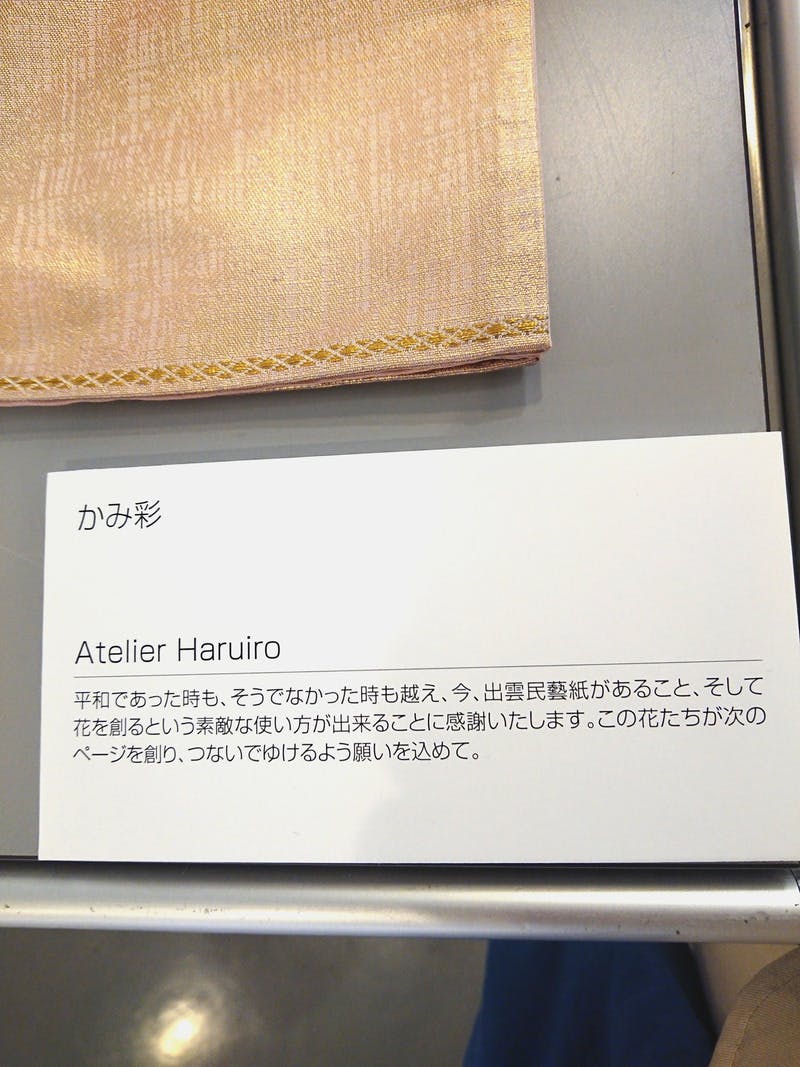 かみ彩
Atelier Haruiro
平和であった時も、そうでなかった時も越え、今、出雲民藝紙があること、そして
花を創るという素敵な使い方が出来ることに感謝いたします。この花たちが次の
ページを創り、つないでゆけるよう願いを込めて。